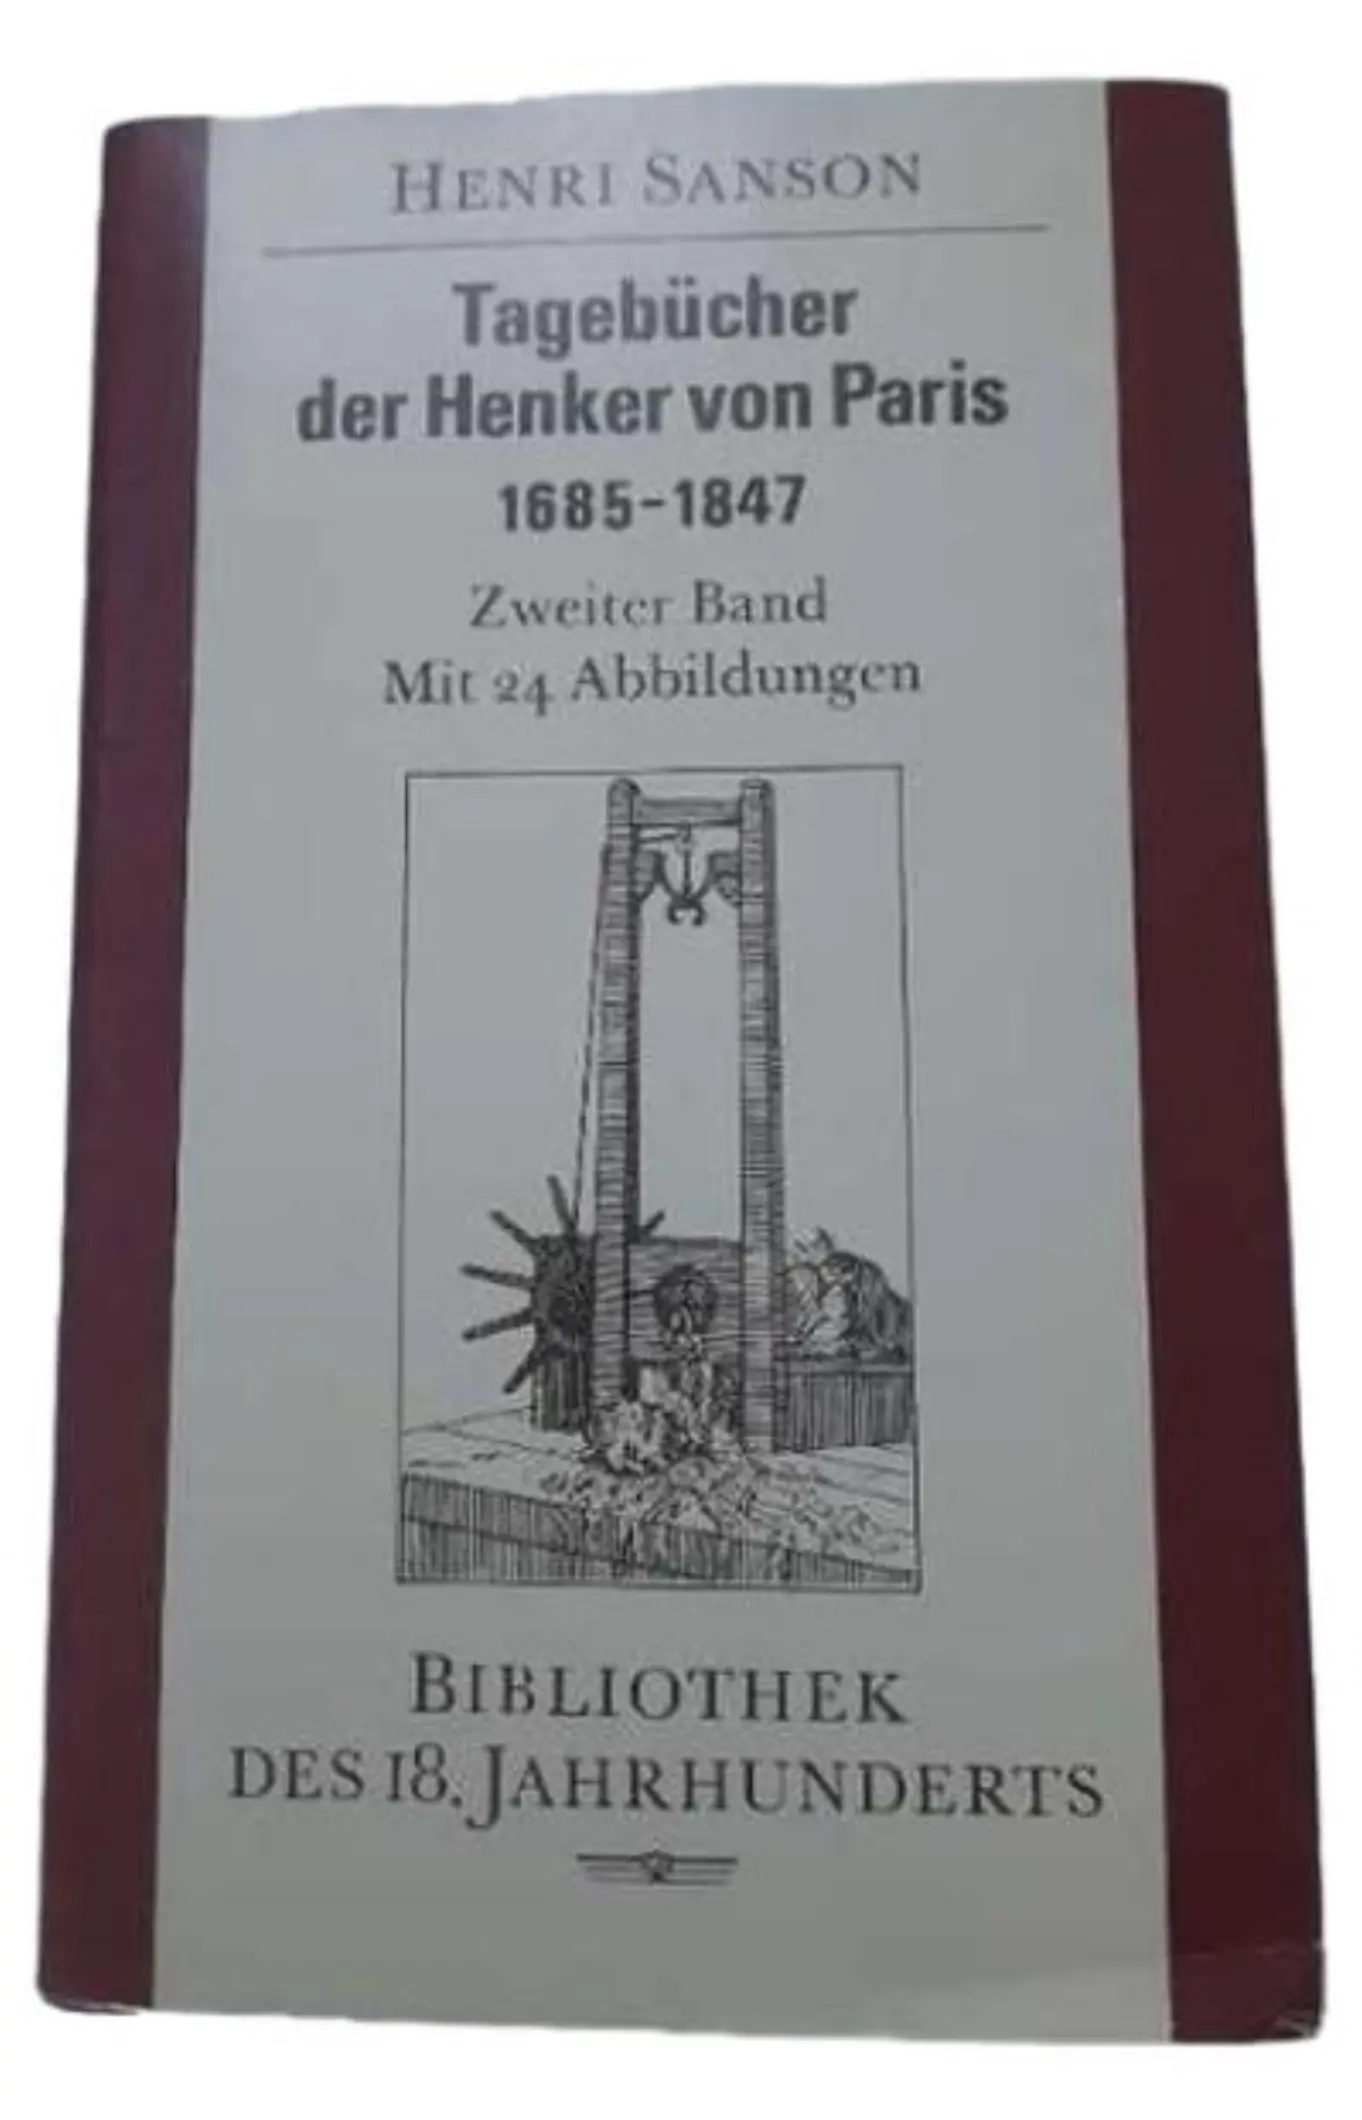 HENRI SANSON
Tagebücher
der Henker von Paris
1685-1847
Zweiter Band
Mit 24 Abbildungen
BIBLIOTHEK
DES 18. JAHRHUNDERTS